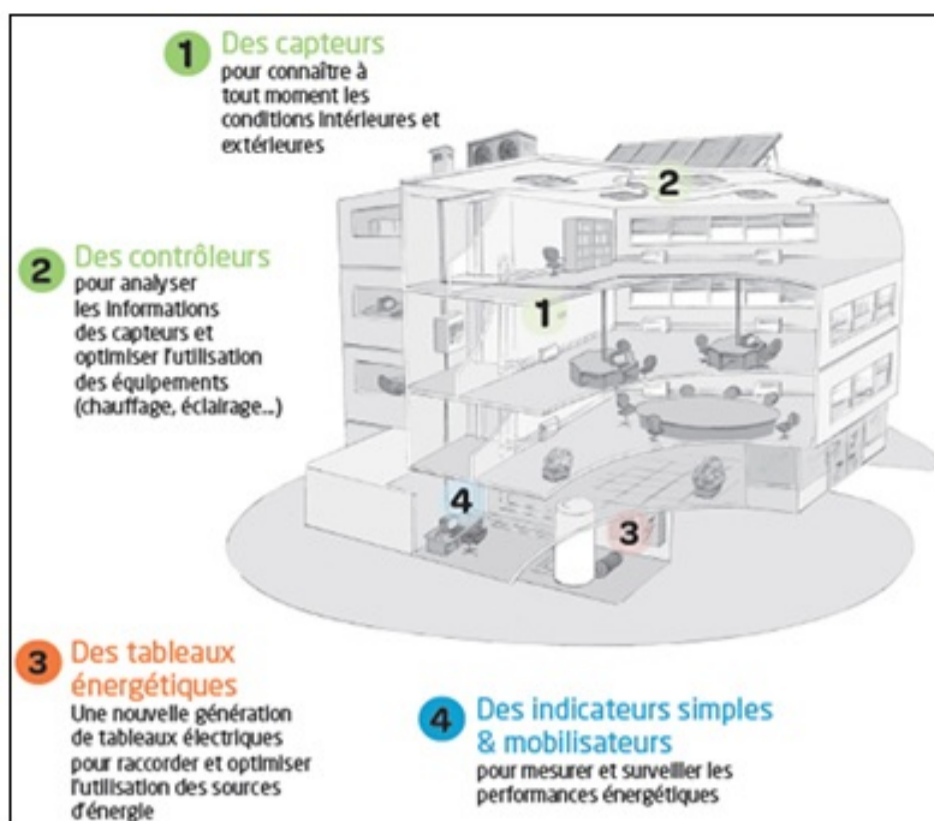 1 Des capteurs
pour connaître à
tout moment les
conditions intérieures et
extérieures
2
2 Des contrôleurs
pour analyser
les informations
des capteurs et
optimiser l'utilisation
des équipements
(chauffage, éclairage...)
1
4
3
3 Des tableaux
énergétiques
Une nouvelle génération
de tableaux électriques
pour raccorder et optimiser
l'utilisation des sources
d'énergie
4 Des indicateurs simples
& mobilisateurs
pour mesurer et surveiller les
performances énergétiques